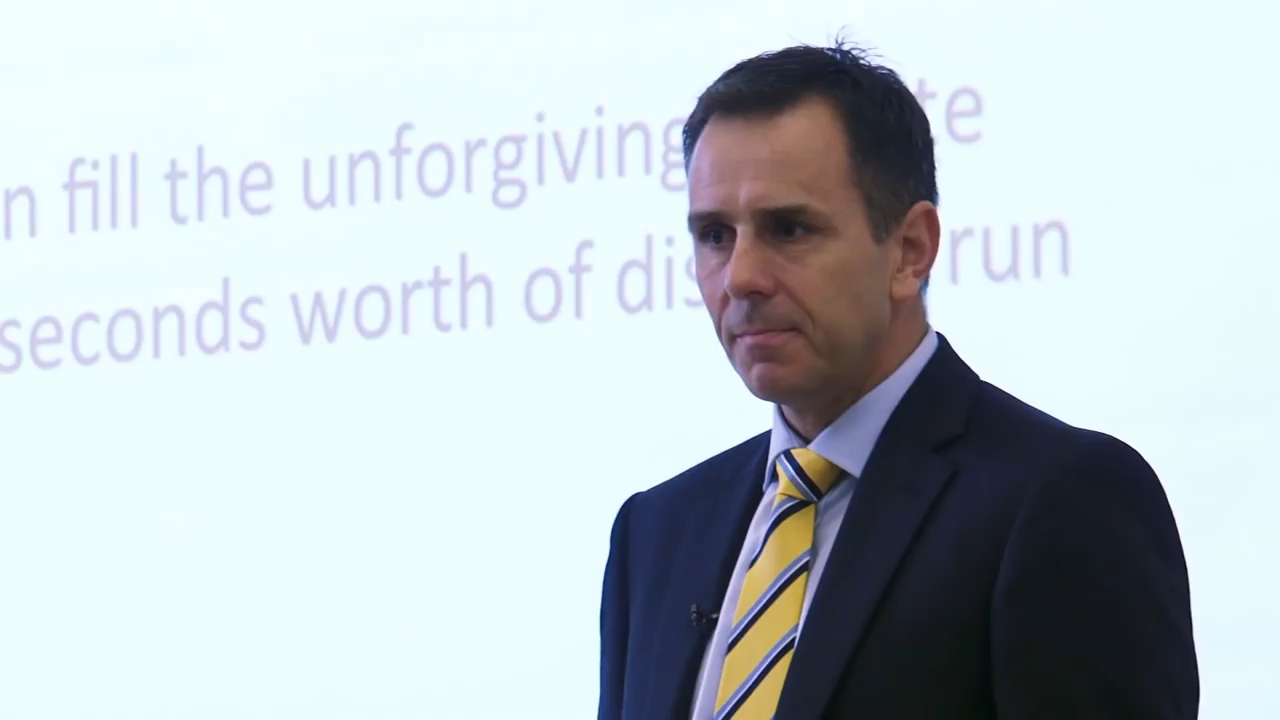 n fill the unforgiving te
seconds worth of dis run